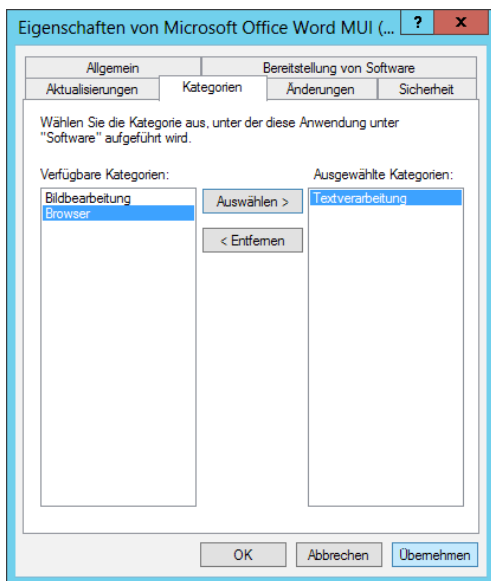 Eigenschaften von Microsoft Office Word MUI (... ? x
Allgemein Bereitstellung von Software
Aktualisierungen Kategorien Änderungen Sicherheit
Wählen Sie die Kategorie aus, unter der diese Anwendung unter
"Software" aufgeführt wird.
Verfügbare Kategorien: Ausgewählte Kategorien:
Bildbearbeitung Auswählen > Textverarbeitung
Browser
< Entfernen
OK Abbrechen Übernehmen